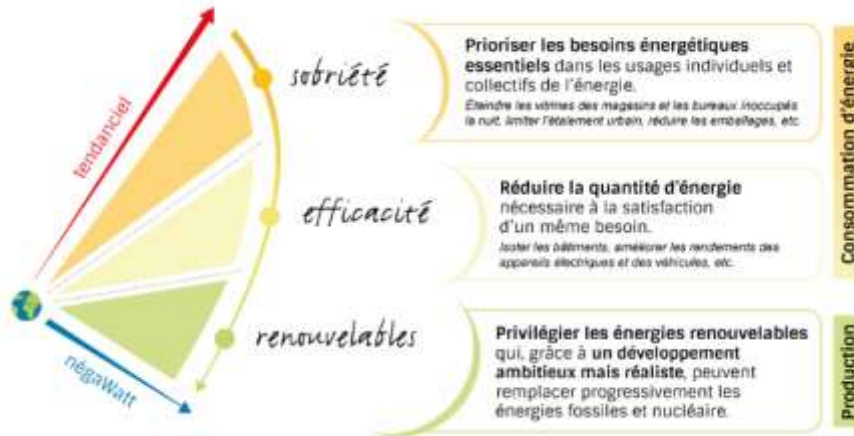 tendanciel
négaWatt
sobriété
Prioriser les besoins énergétiques
essentiels dans les usages individuels et
collectifs de l'énergie.
Éteindre les vitrines des magasins et les bureaux inoccupés
la nuit, limiter l'étalement urbain, réduire les emballages, etc.
efficacité
Réduire la quantité d'énergie
nécessaire à la satisfaction
d'un même besoin.
Isoler les bâtiments, améliorer les rendements des
appareils électriques et des véhicules, etc.
Consommation d'énergie
renouvelables
Privilégier les énergies renouvelables
qui, grâce à un développement
ambitieux mais réaliste, peuvent
remplacer progressivement les
énergies fossiles et nucléaire.
Production